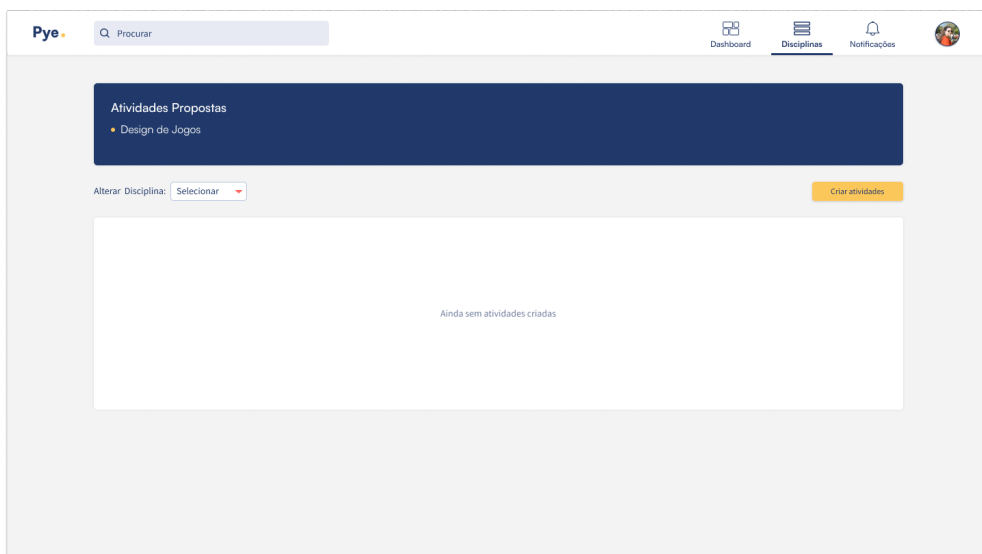 Pye.
Procurar
Dashboard
Disciplinas
Notificações
Atividades Propostas
• Design de Jogos
Alterar Disciplina:
Selecionar
Criar atividades
Ainda sem atividades criadas